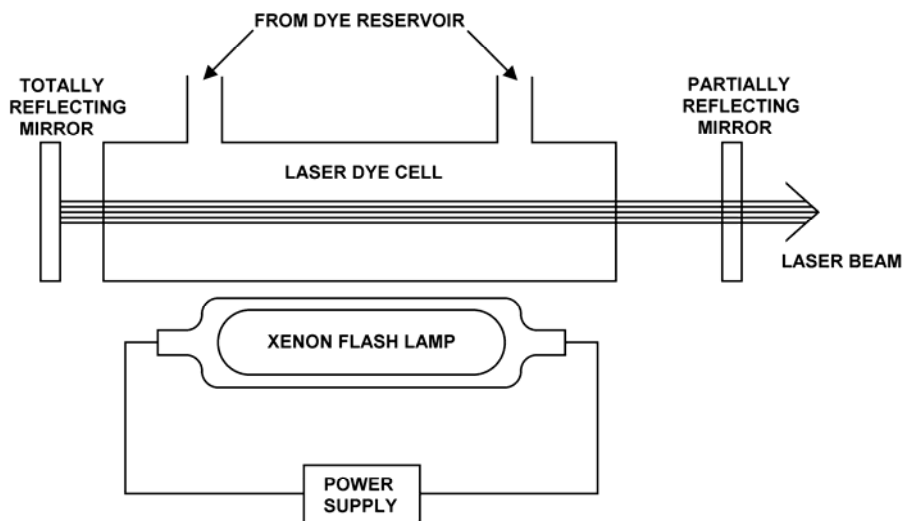 FROM DYE RESERVOIR
TOTALLY
REFLECTING
MIRROR
PARTIALLY
REFLECTING
MIRROR
LASER DYE CELL
LASER BEAM
XENON FLASH LAMP
POWER
SUPPLY